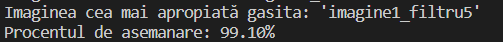 Imaginea cea mai apropiată gasita: 'imagine1_filtru5'
Procentul de asemanare: 99.10%